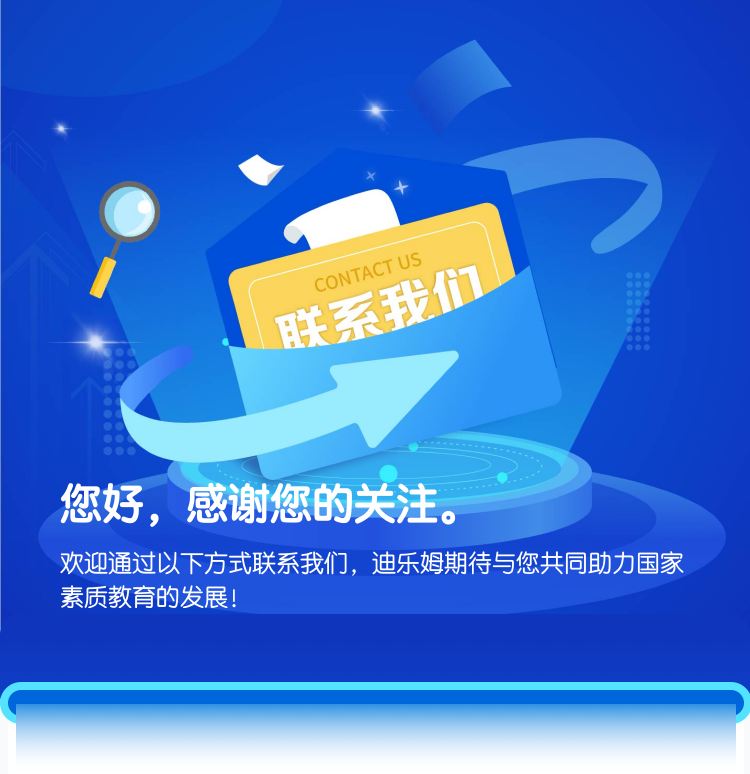 CONTACT US
联系我们
您好，感谢您的关注。
欢迎通过以下方式联系我们，迪乐姆期待与您共同助力国家
素质教育的发展！